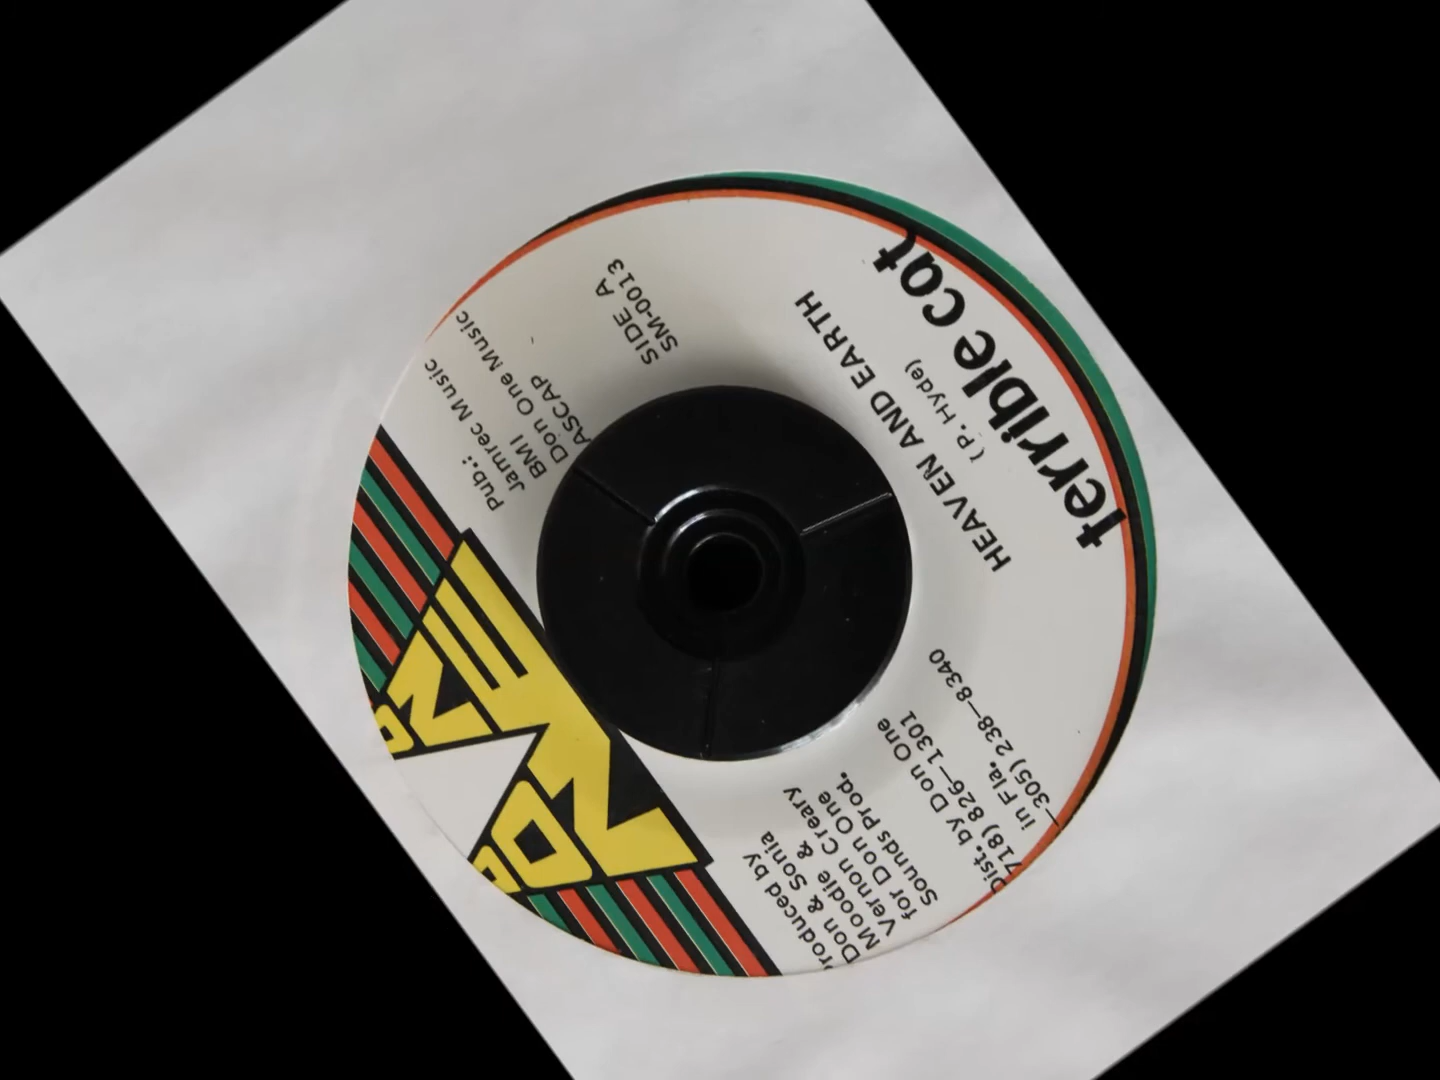 DON ONE
Produced by
Don & Sonia
Moodie &
Vernon Creary
for Don One
Sounds Prod.
Dist. by Don One
718) 826—1301
in Fla.
—305) 238—8340
Pub.:
Jamrec Music
BMI
Don One Music
ASCAP
SIDE A
SM-0013
HEAVEN AND EARTH
(P. Hyde)
terrible cat